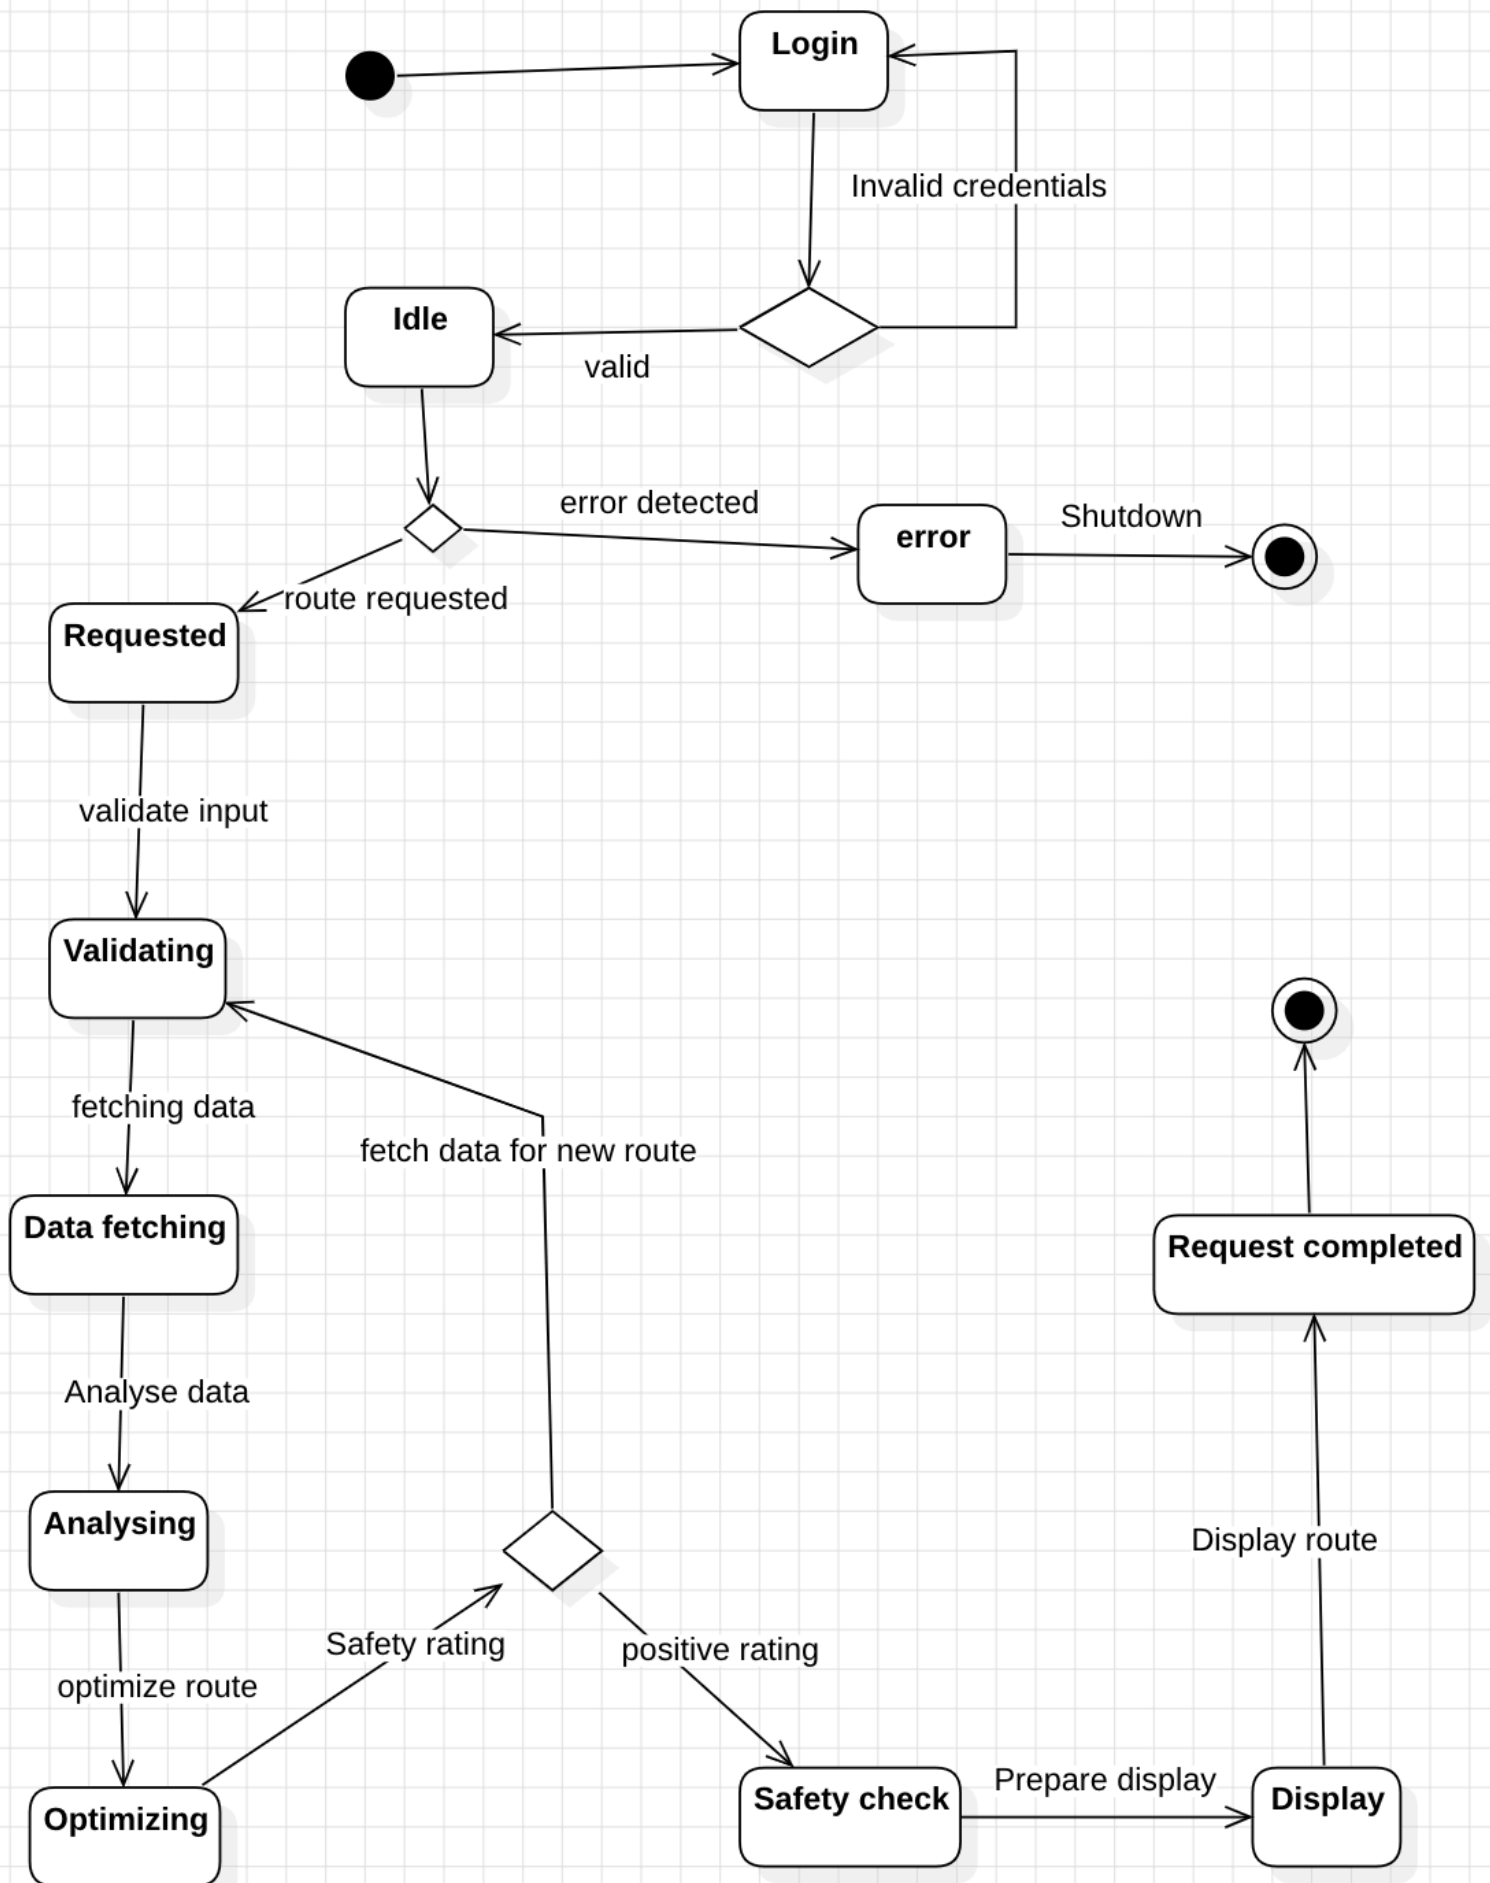 Login
Invalid credentials
Idle
valid
error detected
Shutdown
error
route requested
Requested
validate input
Validating
fetching data
fetch data for new route
Data fetching
Request completed
Analyse data
Analysing
Display route
Safety rating
positive rating
optimize route
Prepare display
Optimizing
Safety check
Display